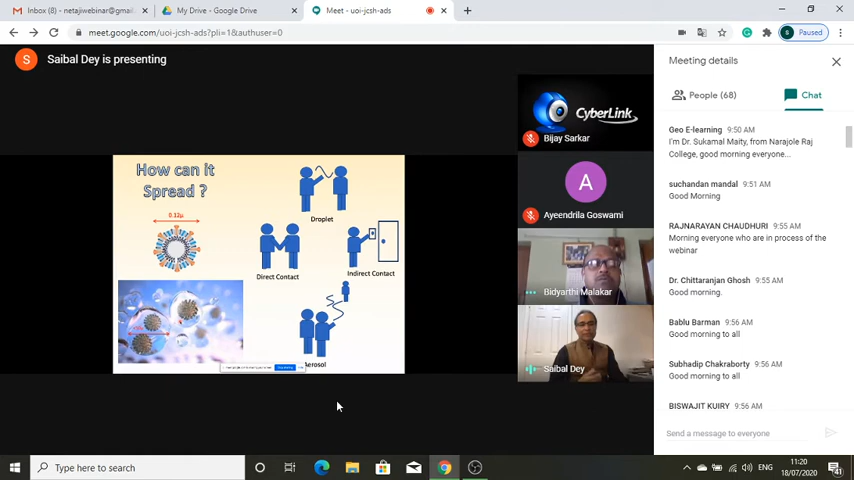 Inbox (8) - netajiwebinar@gmail.
My Drive - Google Drive
Meet - uoi-jcsh-ads
meet.google.com/uoi-jcsh-ads?pli=1&authuser=0
S
Paused
S
Saibal Dey is presenting
Meeting details
People (68)
Chat
How can it
Spread ?
0.12µ
Droplet
Direct Contact
Indirect Contact
Aerosol
CyberLink
Bijay Sarkar
A
Ayeendrila Goswami
Bidyarthi Malakar
Saibal Dey
Geo E-learning 9:50 AM
I'm Dr. Sukamal Maity, from Narajole Raj
College, good morning everyone...
suchandan mandal 9:51 AM
Good Morning
RAJNARAYAN CHAUDHURI 9:55 AM
Morning everyone who are in process of the
webinar
Dr. Chittaranjan Ghosh 9:55 AM
Good morning.
Bablu Barman 9:56 AM
Good morning to all
Subhadip Chakraborty 9:56 AM
Good morning to all
BISWAJIT KUIRY 9:56 AM
Send a message to everyone
Type here to search
ENG
11:20
18/07/2020
41